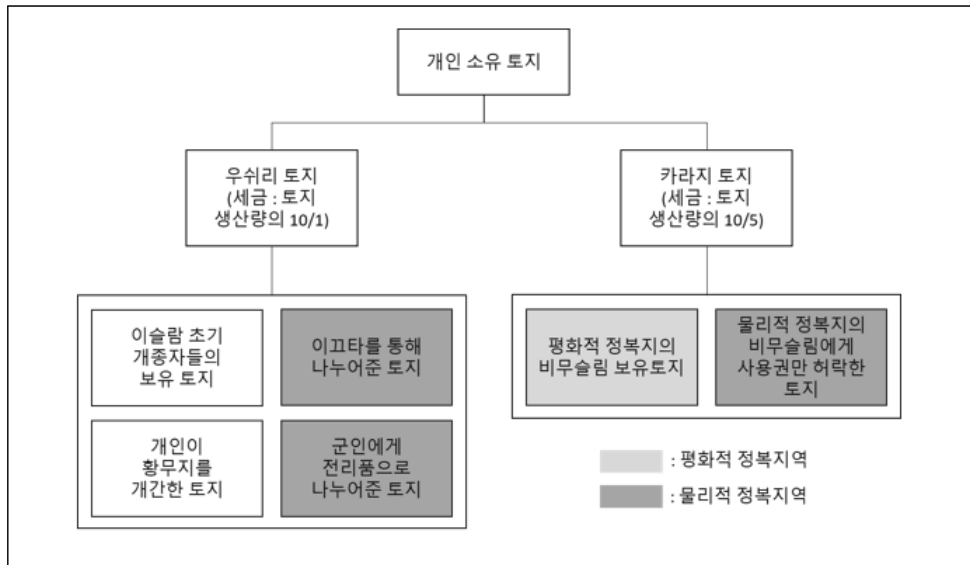 개인 소유 토지
우쉬리 토지
(세금 : 토지
생산량의 10/1)
카라지 토지
(세금 : 토지
생산량의 10/5)
이슬람 초기
개종자들의
보유 토지
이끄타를 통해
나누어준 토지
개인이
황무지를
개간한 토지
군인에게
전리품으로
나누어준 토지
평화적 정복지의
비무슬림 보유토지
물리적 정복지의
비무슬림에게
사용권만 허락한
토지
: 평화적 정복지역
: 물리적 정복지역